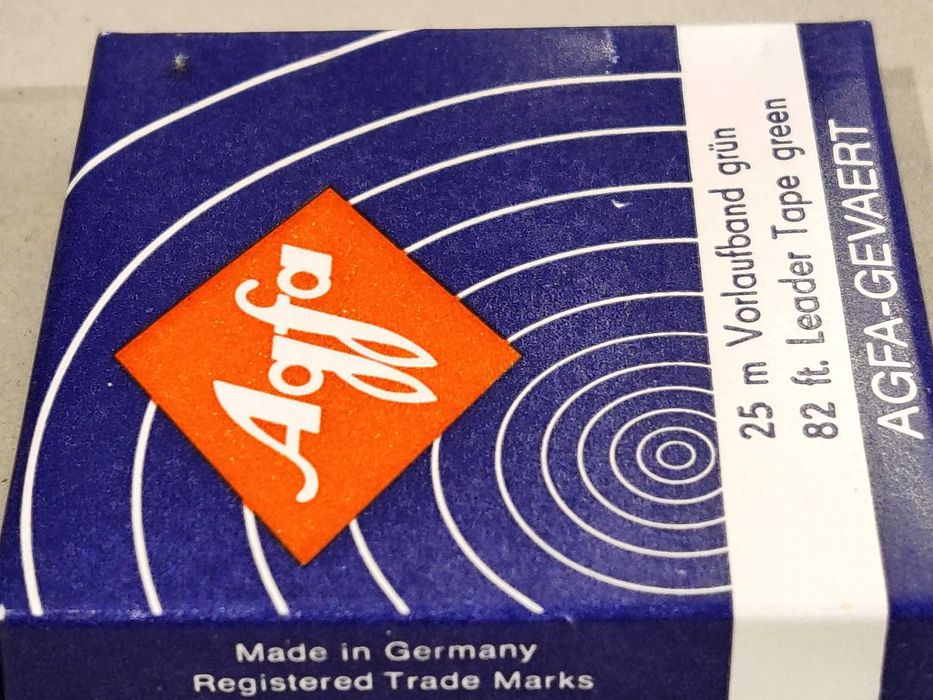 Agfa
25 m Vorlaufband grün
82 ft. Leader Tape green
AGFA-GEVAERT
Made in Germany
Registered Trade Marks